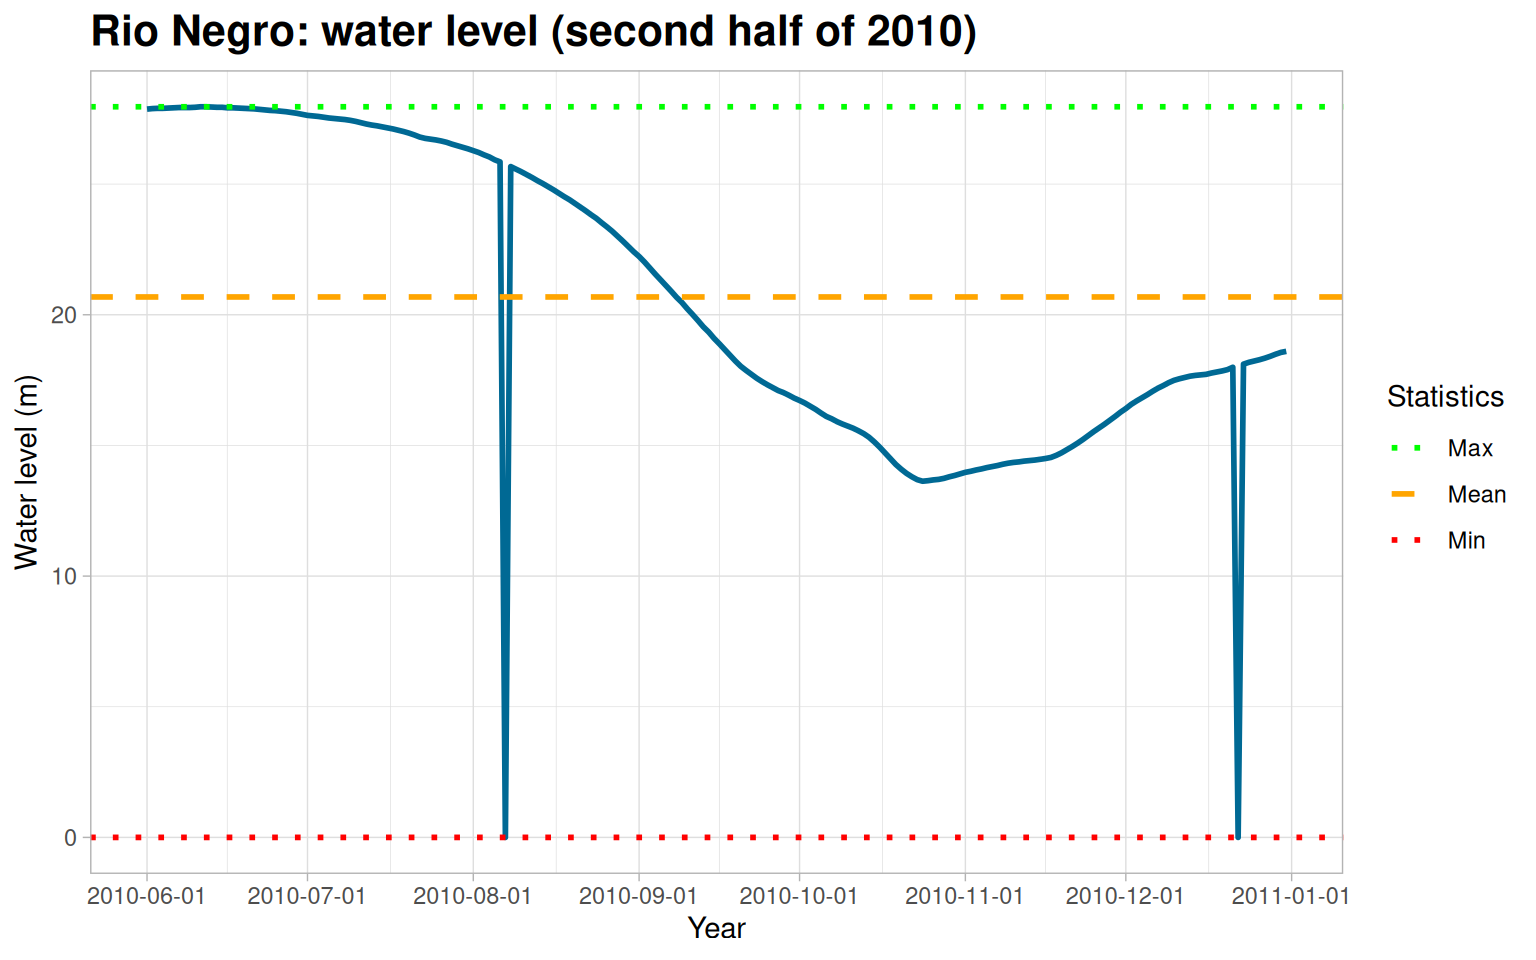 Rio Negro: water level (second half of 2010)
Water level (m)
20
10
0
2010-06-01 2010-07-01 2010-08-01 2010-09-01 2010-10-01 2010-11-01 2010-12-01 2011-01-01
Year
Statistics
Max
Mean
Min